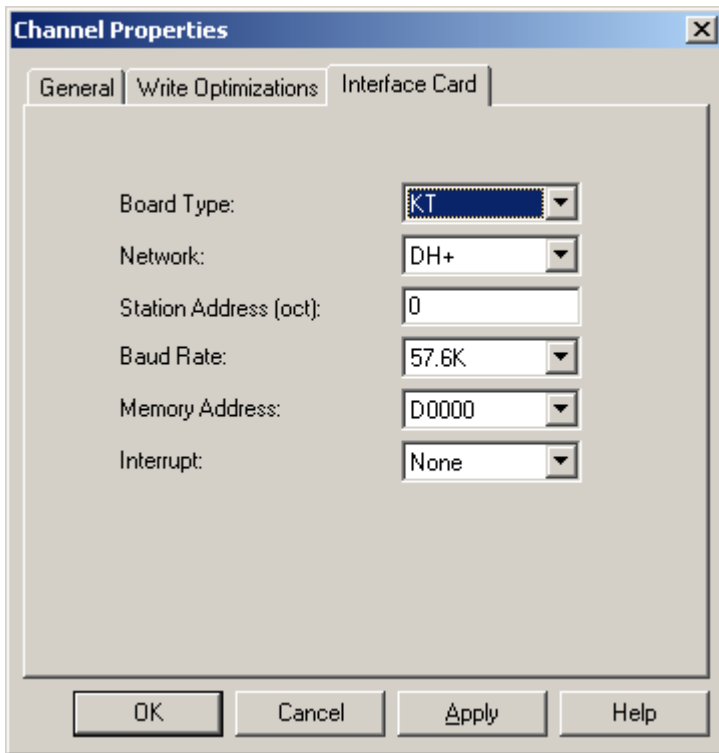 Channel Properties
General Write Optimizations Interface Card
Board Type: KT
Network: DH+
Station Address (oct): 0
Baud Rate: 57.6K
Memory Address: D0000
Interrupt: None
OK Cancel Apply Help